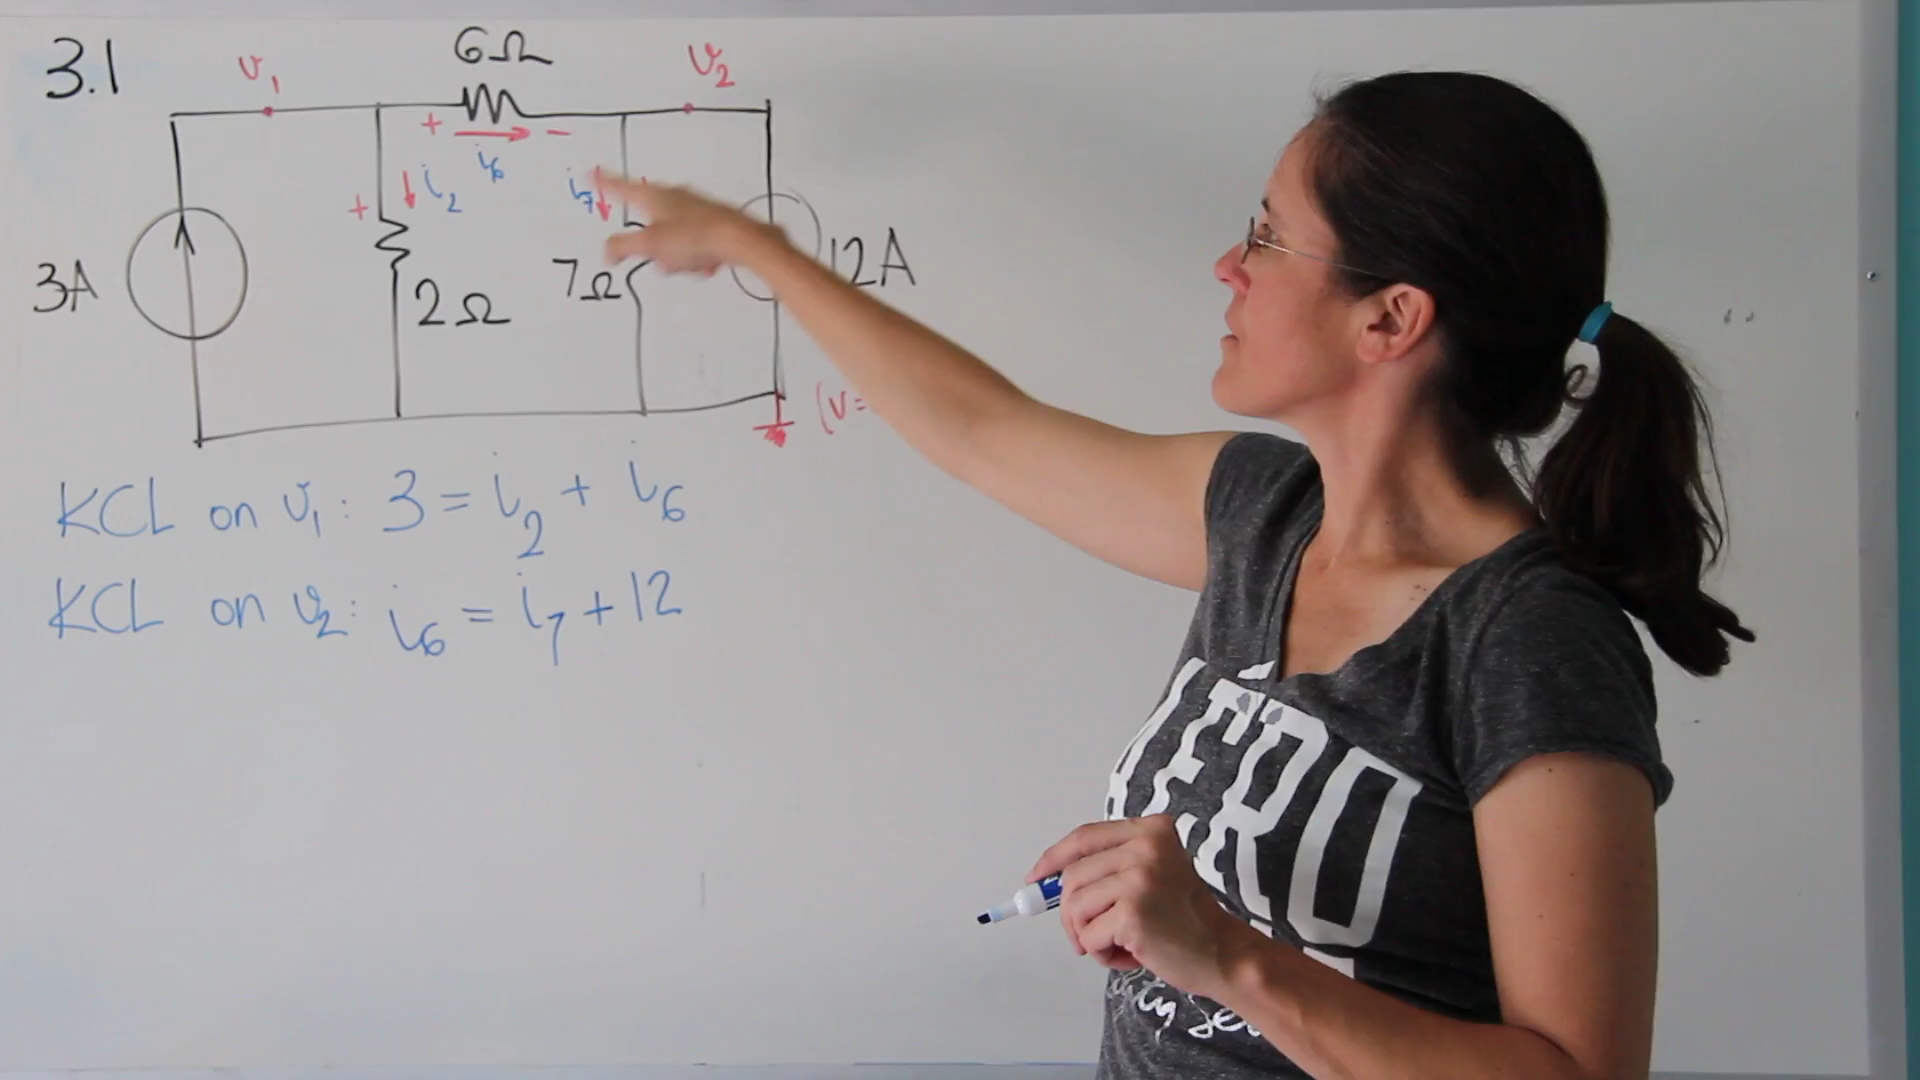 3.1
6Ω
v₁
v₂
+ −
i₆
i₂
i₇
+
3A
2Ω
7Ω
12A
(v=
KCL on v₁: 3 = i₂ + i₆
KCL on v₂: i₆ = i₇ + 12
AÉRO